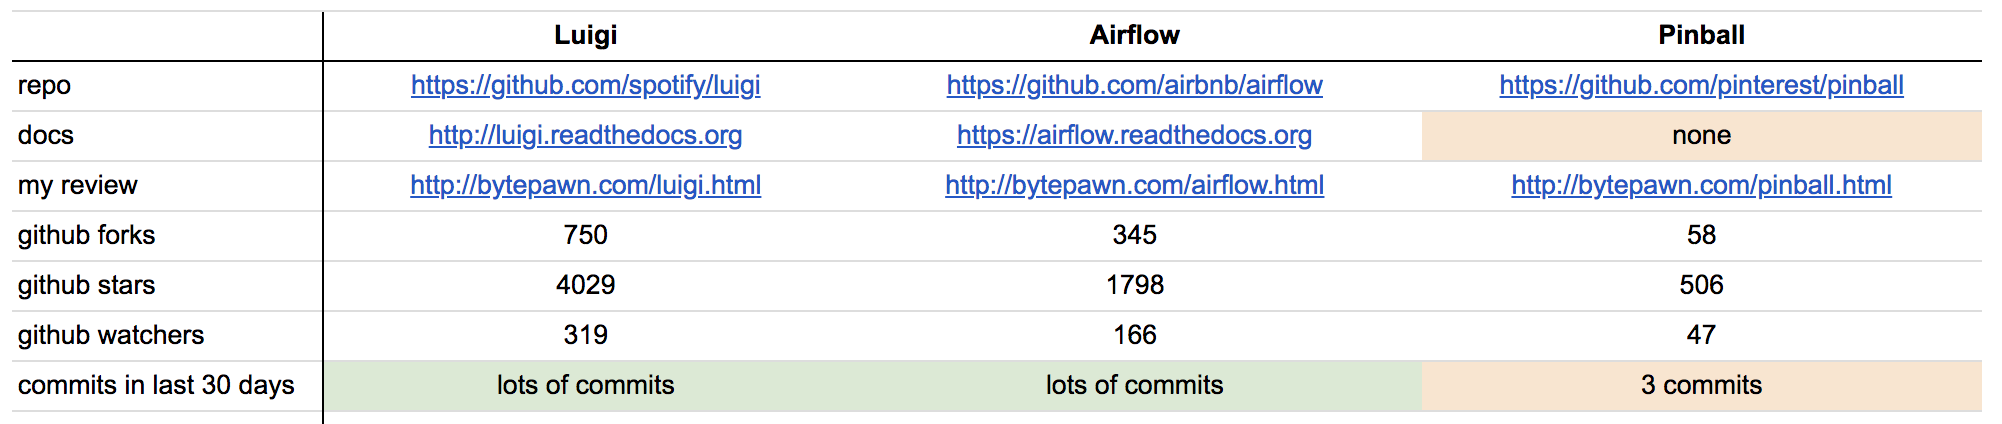 Luigi Airflow Pinball
repo https://github.com/spotify/luigi https://github.com/airbnb/airflow https://github.com/pinterest/pinball
docs http://luigi.readthedocs.org https://airflow.readthedocs.org none
my review http://bytepawn.com/luigi.html http://bytepawn.com/airflow.html http://bytepawn.com/pinball.html
github forks 750 345 58
github stars 4029 1798 506
github watchers 319 166 47
commits in last 30 days lots of commits lots of commits 3 commits